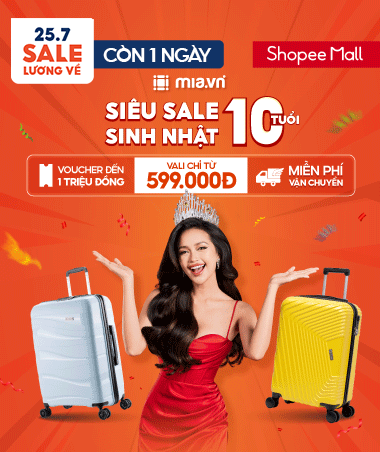 25.7
SALE
LƯƠNG VỀ
CÒN 1 NGÀY
Shopee Mall
mia.vn
SIÊU SALE
SINH NHẬT
10
TUỔI
VOUCHER ĐẾN
1 TRIỆU ĐỒNG
VALI CHỈ TỪ
599.000Đ
MIỄN PHÍ
VẬN CHUYỂN